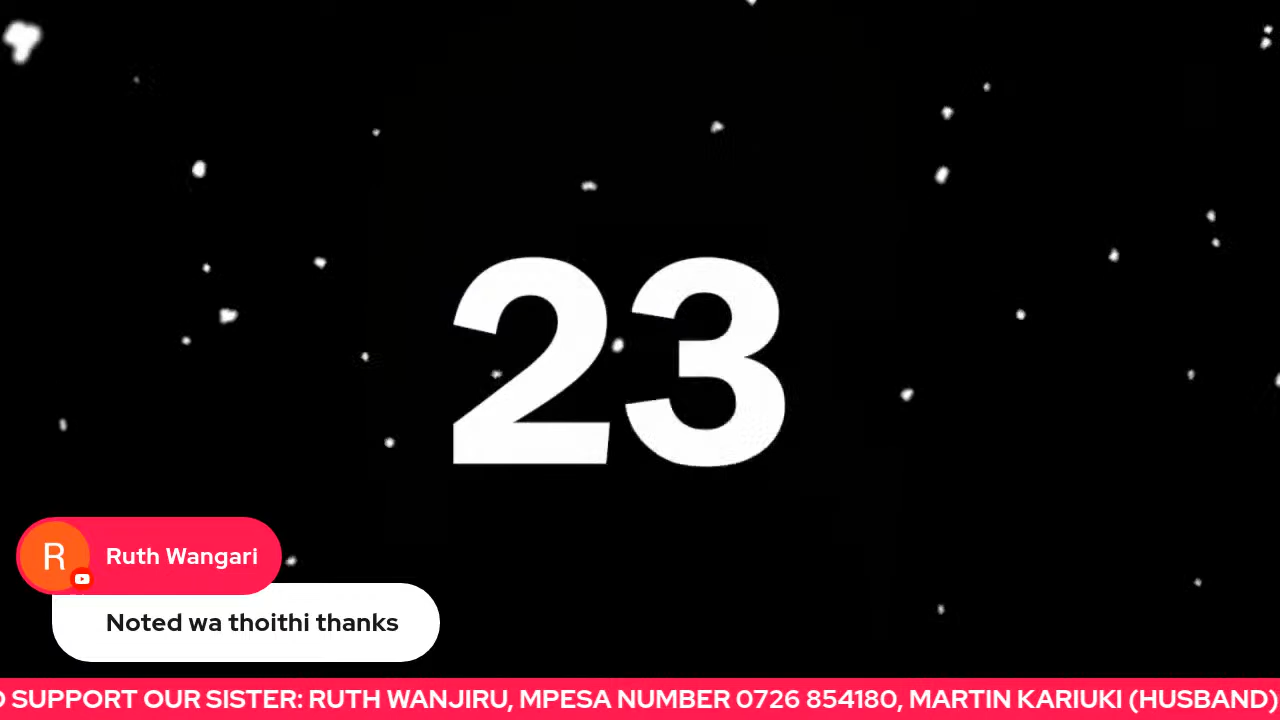 23
R
Ruth Wangari
Noted wa thoithi thanks
SUPPORT OUR SISTER: RUTH WANJIRU, MPESA NUMBER 0726 854180, MARTIN KARIUKI (HUSBAND)